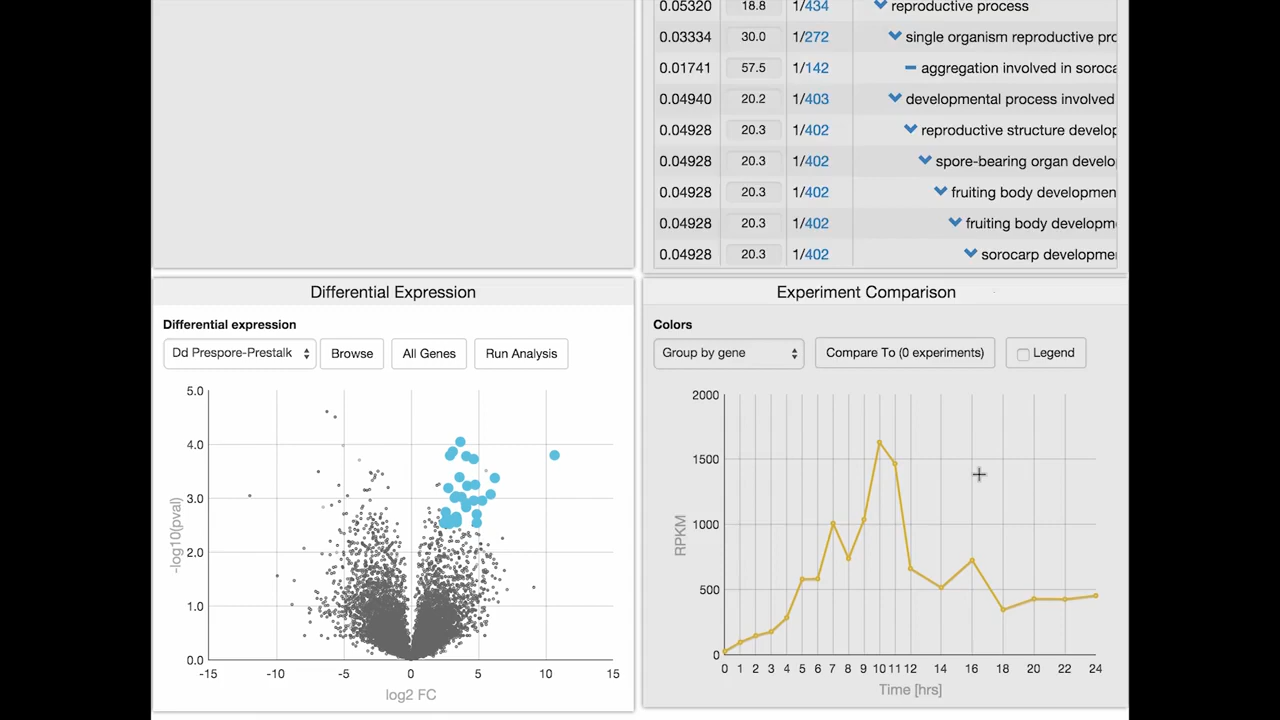 0.05320 18.8 1/434 reproductive process
0.03334 30.0 1/272 single organism reproductive pro
0.01741 57.5 1/142 aggregation involved in soroca
0.04940 20.2 1/403 developmental process involved
0.04928 20.3 1/402 reproductive structure develop
0.04928 20.3 1/402 spore-bearing organ develo
0.04928 20.3 1/402 fruiting body developmen
0.04928 20.3 1/402 fruiting body developm
0.04928 20.3 1/402 sorocarp developme
Differential Expression
Differential expression
Dd Prespore-Prestalk Browse All Genes Run Analysis
5.0
4.0
3.0
2.0
1.0
0.0
-log10(pval)
-15 -10 -5 0 5 10 15
log2 FC
Experiment Comparison
Colors
Group by gene Compare To (0 experiments) Legend
2000
1500
1000
500
0
RPKM
0 1 2 3 4 5 6 7 8 9 10 11 12 14 16 18 20 22 24
Time [hrs]